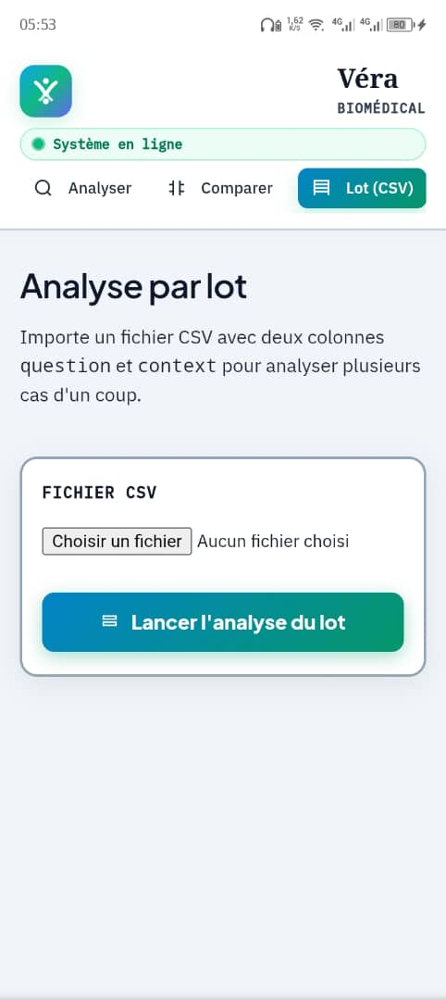 05:53
1,62 K/S 4G 4G 80
Véra
BIOMÉDICAL
Système en ligne
Analyser Comparer Lot (CSV)
Analyse par lot
Importe un fichier CSV avec deux colonnes
question et context pour analyser plusieurs
cas d'un coup.
FICHIER CSV
Choisir un fichier Aucun fichier choisi
Lancer l'analyse du lot